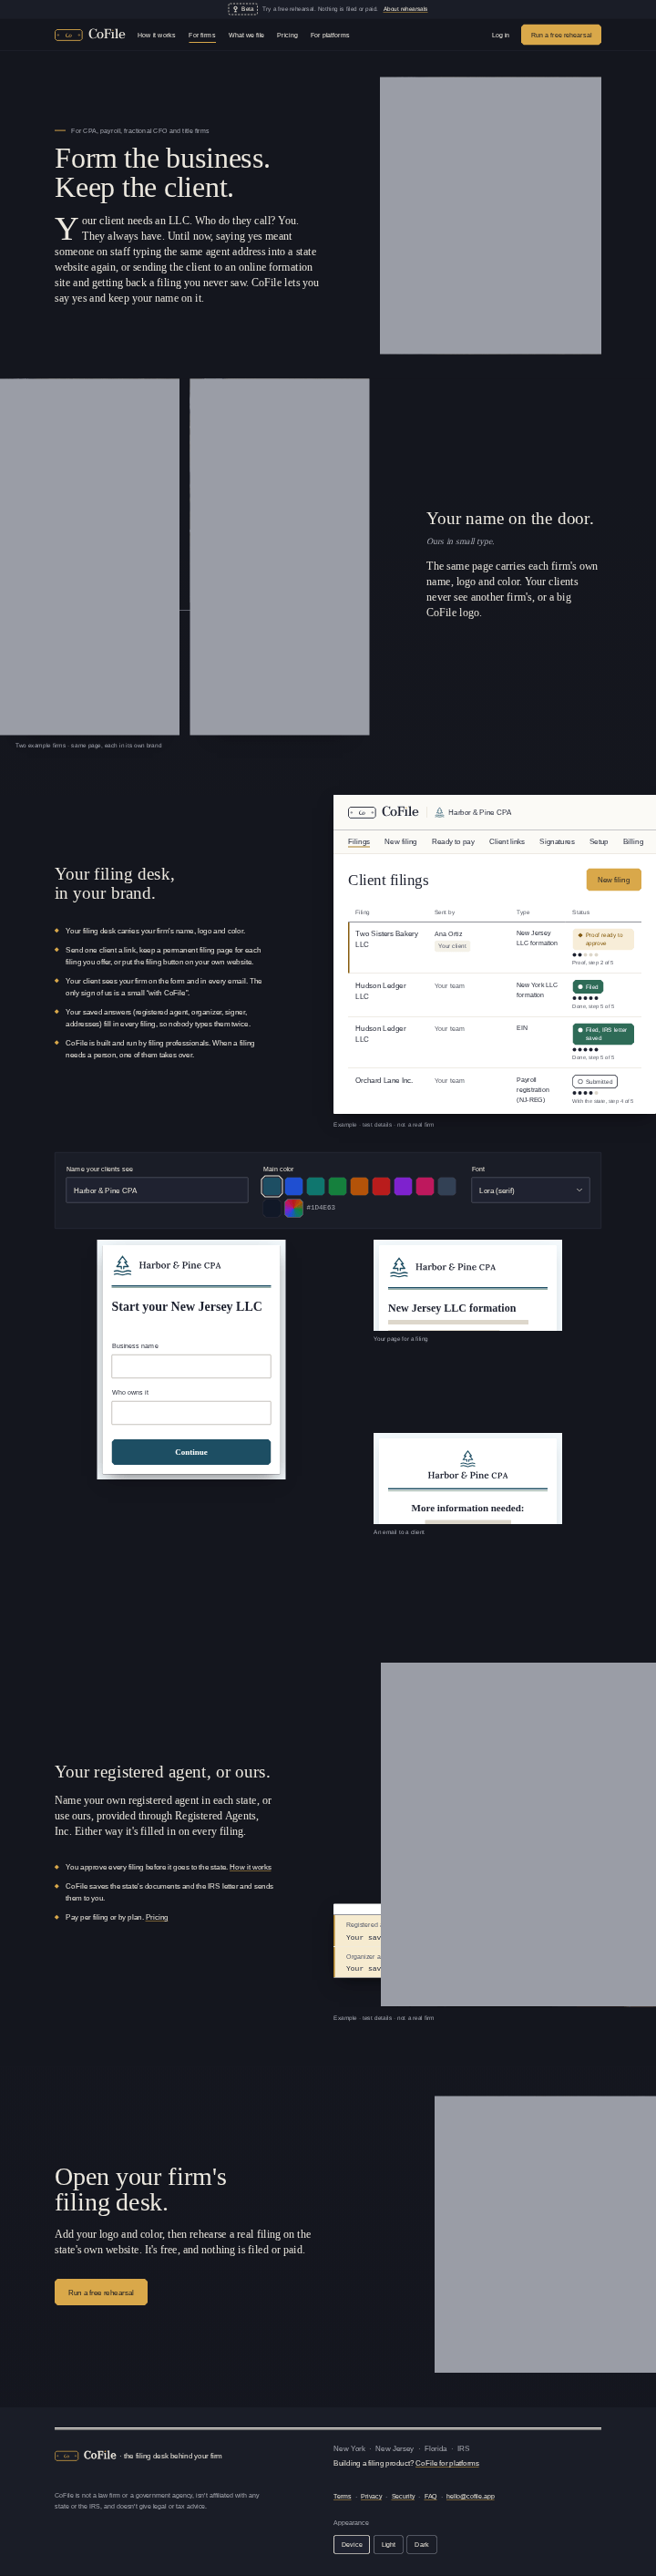 Beta Try a free rehearsal. Nothing is filed or paid. About rehearsals
Co CoFile How it works For firms What we file Pricing For platforms Log in Run a free rehearsal
For CPA, payroll, fractional CFO and title firms
Form the business.
Keep the client.
Your client needs an LLC. Who do they call? You.
They always have. Until now, saying yes meant
someone on staff typing the same agent address into a state
website again, or sending the client to an online formation
site and getting back a filing you never saw. CoFile lets you
say yes and keep your name on it.
Your name on the door.
Ours in small type.
The same page carries each firm's own
name, logo and color. Your clients
never see another firm's, or a big
CoFile logo.
Two example firms · same page, each in its own brand
Your filing desk,
in your brand.
Your filing desk carries your firm's name, logo and color.
Send one client a link, keep a permanent filing page for each
filing you offer, or put the filing button on your own website.
Your client sees your firm on the form and in every email. The
only sign of us is a small "with CoFile".
Your saved answers (registered agent, organizer, signer,
addresses) fill in every filing, so nobody types them twice.
CoFile is built and run by filing professionals. When a filing
needs a person, one of them takes over.
Co CoFile Harbor & Pine CPA
Filings New filing Ready to pay Client links Signatures Setup Billing
Client filings
New filing
Filing Sent by Type Status
Two Sisters Bakery
LLC
Ana Ortiz
Your client
New Jersey
LLC formation
Proof ready to
approve
Proof, step 2 of 5
Hudson Ledger
LLC
Your team
New York LLC
formation
Filed
Done, step 5 of 5
Hudson Ledger
LLC
Your team
EIN
Filed, IRS letter
saved
Done, step 5 of 5
Orchard Lane Inc.
Your team
Payroll
registration
(NJ-REG)
Submitted
With the state, step 4 of 5
Example · test details · not a real firm
Name your clients see
Harbor & Pine CPA
Main color
#1D4E63
Font
Lora (serif)
Harbor & Pine CPA
Start your New Jersey LLC
Business name
Who owns it
Continue
Harbor & Pine CPA
New Jersey LLC formation
Your page for a filing
Harbor & Pine CPA
More information needed:
An email to a client
Your registered agent, or ours.
Name your own registered agent in each state, or
use ours, provided through Registered Agents,
Inc. Either way it's filled in on every filing.
You approve every filing before it goes to the state. How it works
CoFile saves the state's documents and the IRS letter and sends
them to you.
Pay per filing or by plan. Pricing
Registered
Your sav
Organizer a
Your sav
Example · test details · not a real firm
Open your firm's
filing desk.
Add your logo and color, then rehearse a real filing on the
state's own website. It's free, and nothing is filed or paid.
Run a free rehearsal
Co CoFile · the filing desk behind your firm
CoFile is not a law firm or a government agency, isn't affiliated with any
state or the IRS, and doesn't give legal or tax advice.
New York · New Jersey · Florida · IRS
Building a filing product? CoFile for platforms
Terms · Privacy · Security · FAQ · hello@cofile.app
Appearance
Device Light Dark